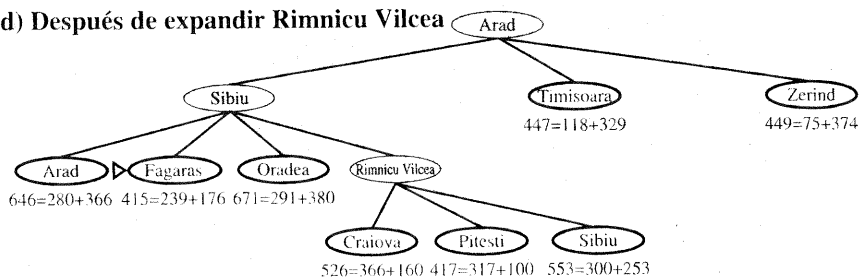 d) Después de expandir Rimnicu Vilcea
Arad
Sibiu
Timisoara
Zerind
447=118+329
449=75+374
Arad
Fagaras
Oradea
Rimnicu Vilcea
646=280+366
415=239+176
671=291+380
Craiova
Pitesti
Sibiu
526=366+160
417=317+100
553=300+253